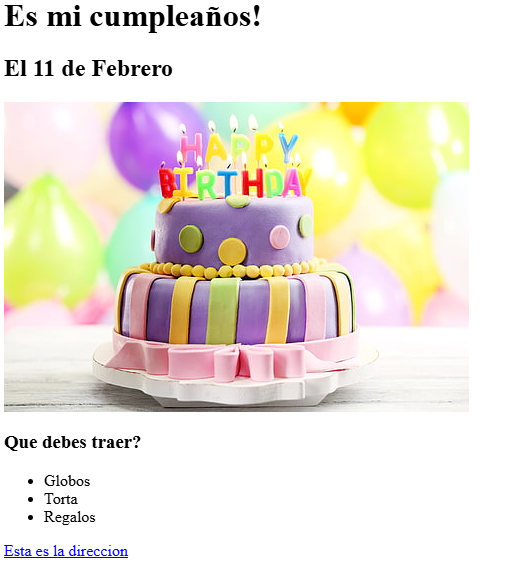 Es mi cumpleaños!
El 11 de Febrero
HAPPY
BIRTHDAY
Que debes traer?
Globos
Torta
Regalos
Esta es la direccion